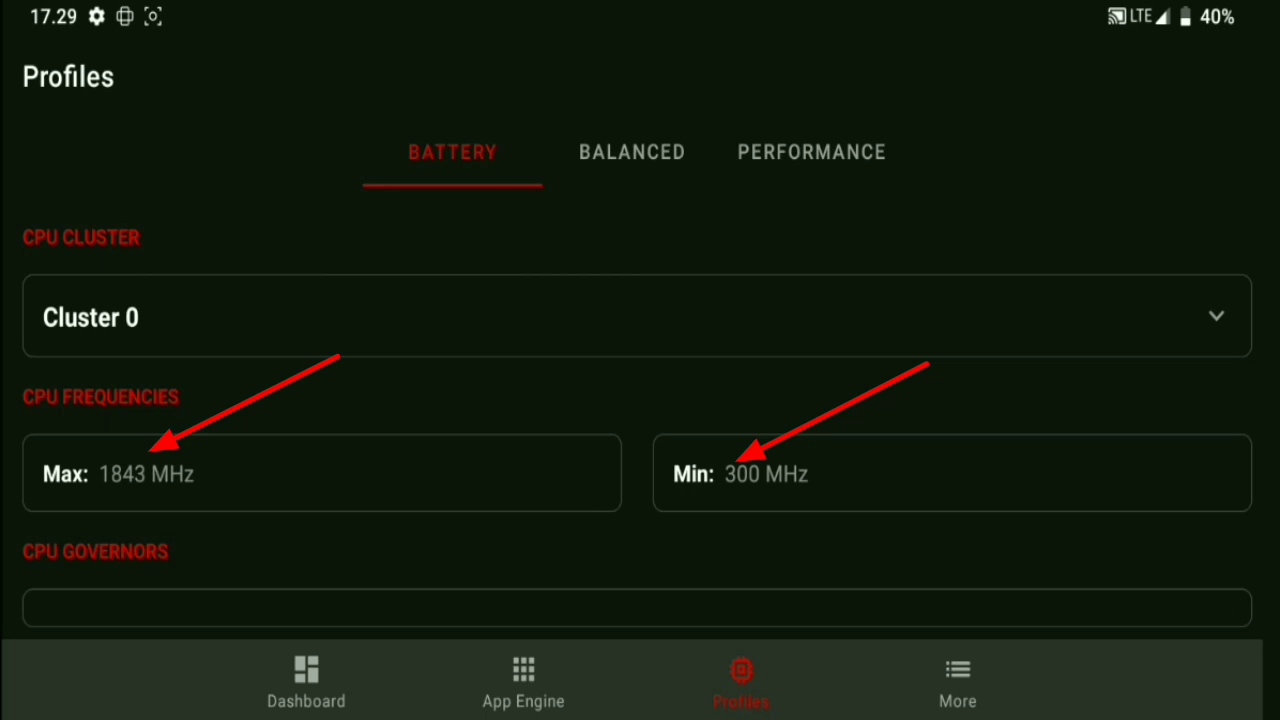 17.29 LTE 40%
Profiles
BATTERY BALANCED PERFORMANCE
CPU CLUSTER
Cluster 0
CPU FREQUENCIES
Max: 1843 MHz Min: 300 MHz
CPU GOVERNORS
Dashboard App Engine Profiles More